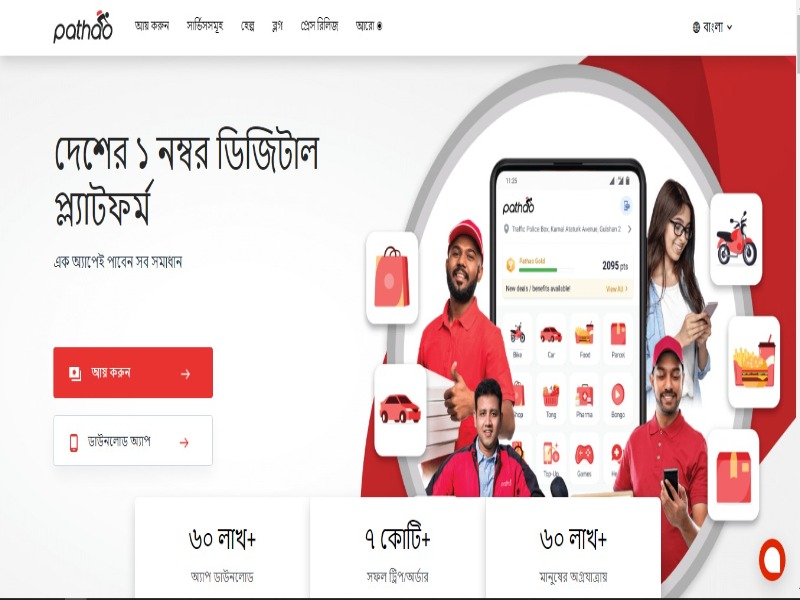 pathao
আয় করুন
সার্ভিসসমূহ
হেল্প
ব্লগ
প্রেস রিলিজ
আরো
বাংলা
দেশের ১ নম্বর ডিজিটাল
প্ল্যাটফর্ম
এক অ্যাপেই পাবেন সব সমাধান
আয় করুন
ডাউনলোড অ্যাপ
11:25
pathao
Traffic Police Box, Kamal Ataturk Avenue, Gulshan 2
Pathao Gold
2095 pts
New deals / benefits available!
View All
Bike
Car
Food
Parcel
hop
Tong
Pharma
Bongo
Top-Up
Games
He
৬০ লাখ+
অ্যাপ ডাউনলোড
৭ কোটি+
সফল ট্রিপ/অর্ডার
৬০ লাখ+
মানুষের অগ্রযাত্রায়